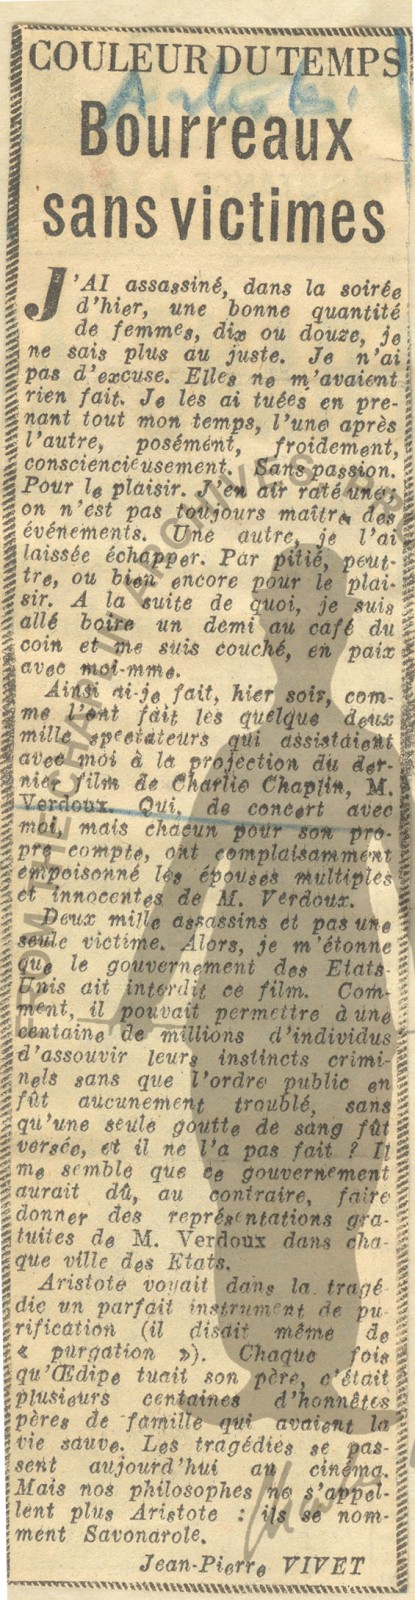 COULEUR DU TEMPS
Bourreaux
sans victimes
J'AI assassiné, dans la soirée
d'hier, une bonne quantité
de femmes, dix ou douze, je
ne sais plus au juste. Je n'ai
pas d'excuse. Elles ne m'avaient
rien fait. Je les ai tuées en pre-
nant tout mon temps, l'une après
l'autre, posément, froidement,
consciencieusement. Sans passion.
Pour le plaisir. J'en air raté une;
on n'est pas toujours maître des
événements. Une autre, je l'ai
laissée échapper. Par pitié, peut-
tre, ou bien encore pour le plai-
sir. A la suite de quoi, je suis
allé boire un demi au café du
coin et me suis couché, en paix
avec moi-mme.
Ainsi ai-je fait, hier soir, com-
me l'ont fait les quelque deux
mille spectateurs qui assistaient
avec moi à la projection du der-
nier film de Charlie Chaplin, M.
Verdoux. Qui, de concert avec
moi, mais chacun pour son pro-
pre compte, ont complaisamment
empoisonné les épouses multiples
et innocentes de M. Verdoux.
Deux mille assassins et pas une
seule victime. Alors, je m'étonne
que le gouvernement des Etats-
Unis ait interdit ce film. Com-
ment, il pouvait permettre à une
centaine de millions d'individus
d'assouvir leurs instincts crimi-
nels sans que l'ordre public en
fût aucunement troublé, sans
qu'une seule goutte de sang fût
versée, et il ne l'a pas fait ? Il
me semble que ce gouvernement
aurait dû, au contraire, faire
donner des représentations gra-
tuites de M. Verdoux dans cha-
que ville des Etats.
Aristote voyait dans la tragé-
die un parfait instrument de pu-
rification (il disait même de
« purgation »). Chaque fois
qu'Œdipe tuait son père, c'était
plusieurs centaines d'honnêtes
pères de famille qui avaient la
vie sauve. Les tragédies se pas-
sent aujourd'hui au cinéma.
Mais nos philosophes ne s'appel-
lent plus Aristote : ils se nom-
ment Savonarole.
Jean-Pierre VIVET